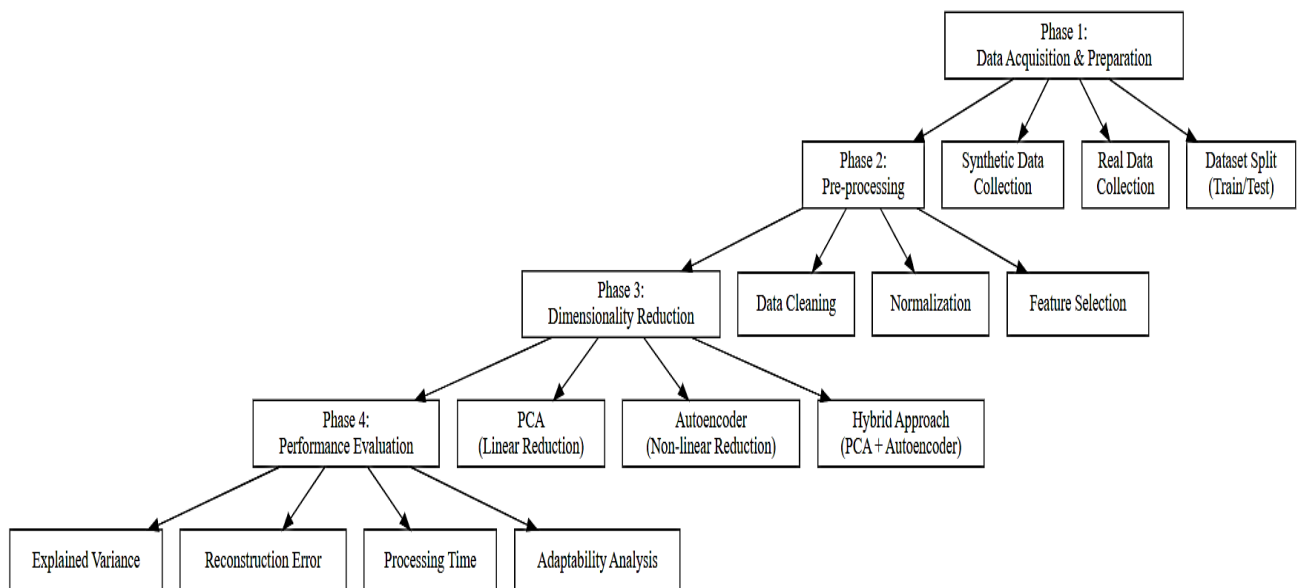 Phase 1:
Data Acquisition & Preparation
Phase 2:
Pre-processing
Synthetic Data
Collection
Real Data
Collection
Dataset Split
(Train/Test)
Phase 3:
Dimensionality Reduction
Data Cleaning
Normalization
Feature Selection
Phase 4:
Performance Evaluation
PCA
(Linear Reduction)
Autoencoder
(Non-linear Reduction)
Hybrid Approach
(PCA + Autoencoder)
Explained Variance
Reconstruction Error
Processing Time
Adaptability Analysis